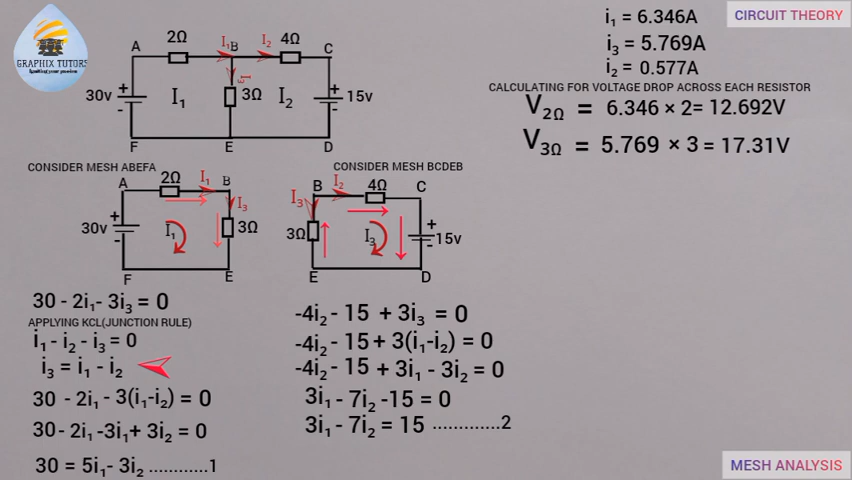 GRAPHIX TUTORS
Igniting your passion
i₁ = 6.346A
i₃ = 5.769A
i₂ = 0.577A
CIRCUIT THEORY
CALCULATING FOR VOLTAGE DROP ACROSS EACH RESISTOR
V₂Ω = 6.346 × 2 = 12.692V
V₃Ω = 5.769 × 3 = 17.31V
A 2Ω I₁ B I₂ 4Ω C
I₃
30v + - I₁ 3Ω I₂ + - 15v
F E D
CONSIDER MESH ABEFA
A 2Ω I₁ B
I₃
30v + - I₁ 3Ω
F E
30 - 2i₁ - 3i₃ = 0
APPLYING KCL(JUNCTION RULE)
i₁ - i₂ - i₃ = 0
i₃ = i₁ - i₂
30 - 2i₁ - 3(i₁-i₂) = 0
30 - 2i₁ -3i₁ + 3i₂ = 0
30 = 5i₁ - 3i₂ ............1
CONSIDER MESH BCDEB
B I₂ 4Ω C
I₃
3Ω I₃ + - 15v
E D
-4i₂ - 15 + 3i₃ = 0
-4i₂ - 15 + 3(i₁-i₂) = 0
-4i₂ - 15 + 3i₁ - 3i₂ = 0
3i₁ - 7i₂ -15 = 0
3i₁ - 7i₂ = 15 .............2
MESH ANALYSIS